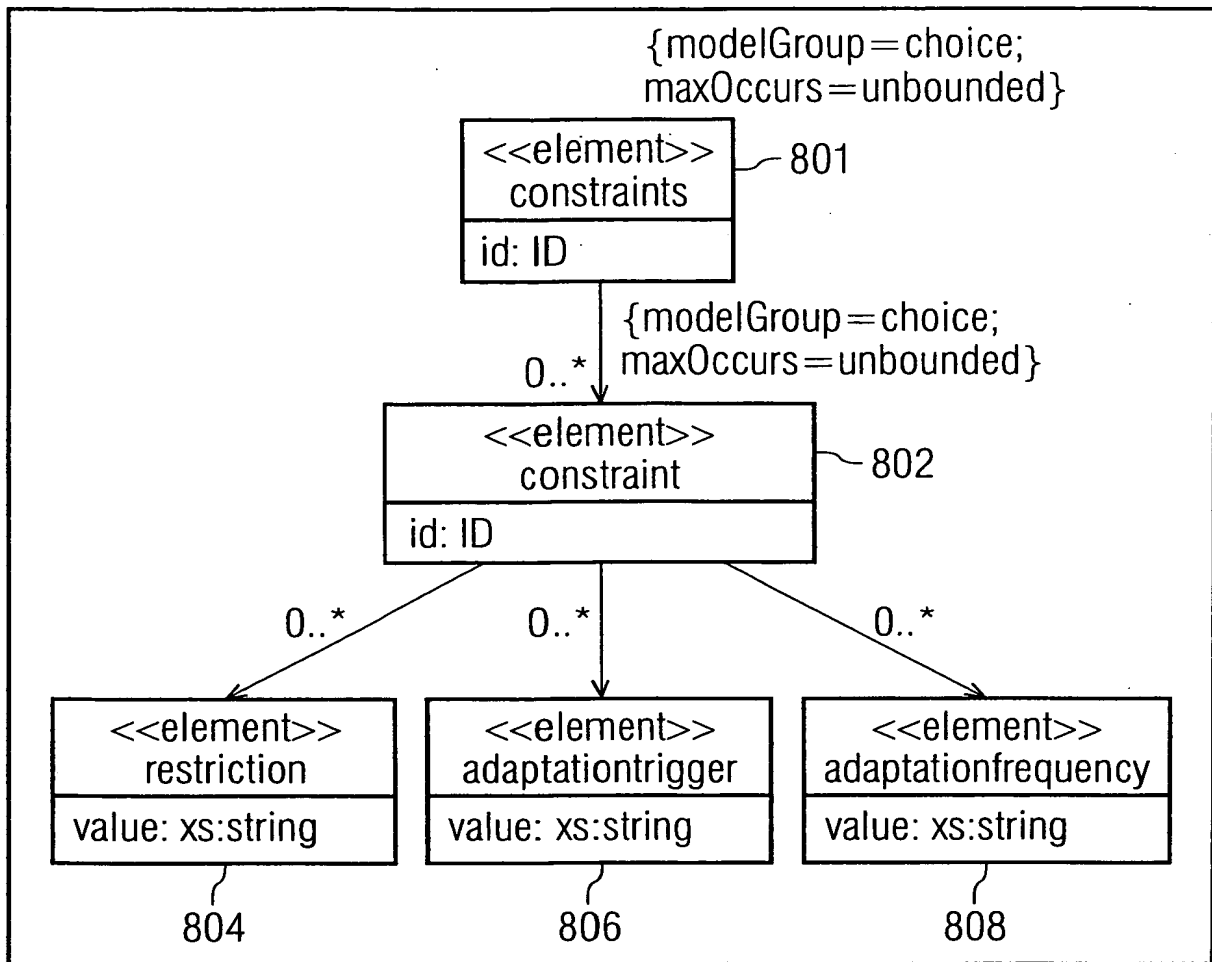 {modelGroup=choice;
maxOccurs=unbounded}
<<element>>
constraints
801
id: ID
{modelGroup=choice;
maxOccurs=unbounded}
0..*
<<element>>
constraint
802
id: ID
0..* 0..* 0..*
<<element>>
restriction
value: xs:string
804
<<element>>
adaptationtrigger
value: xs:string
806
<<element>>
adaptationfrequency
value: xs:string
808